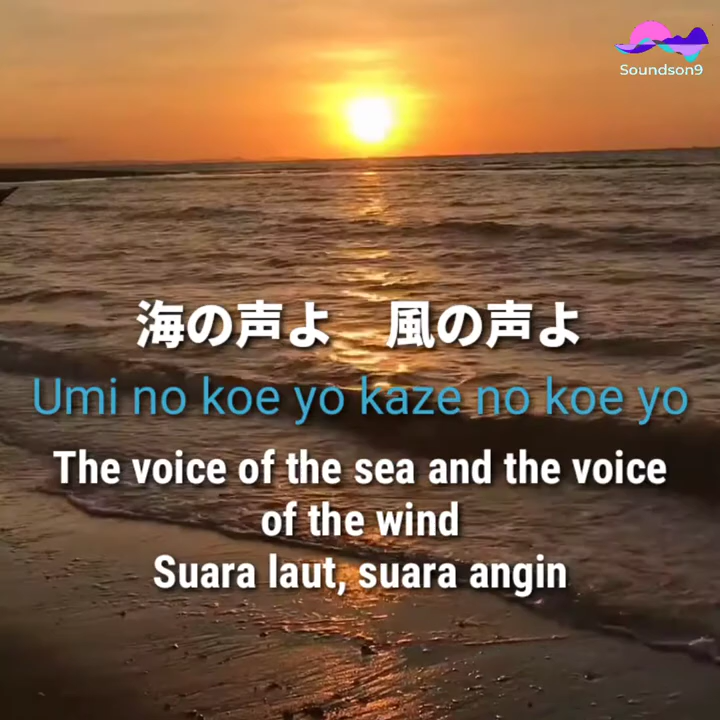 Soundson9
海の声よ　風の声よ
Umi no koe yo kaze no koe yo
The voice of the sea and the voice
of the wind
Suara laut, suara angin